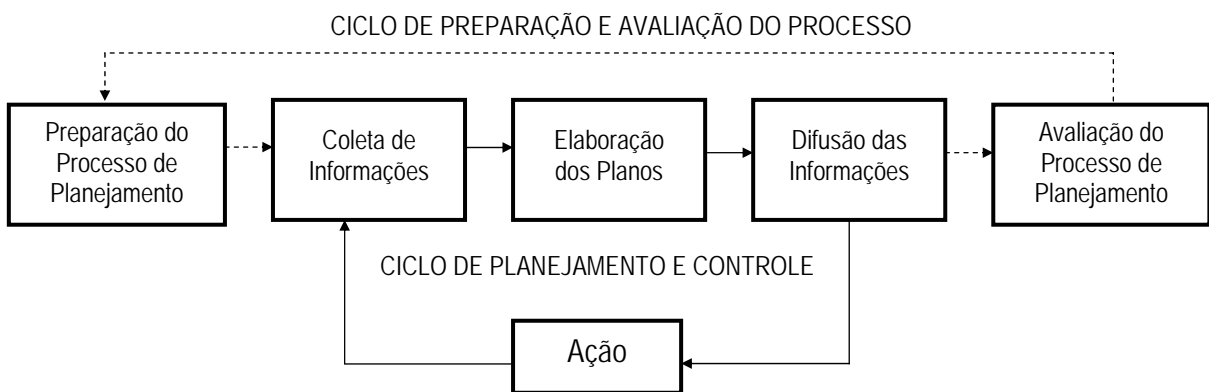 CICLO DE PREPARAÇÃO E AVALIAÇÃO DO PROCESSO
Preparação do
Processo de
Planejamento
Coleta de
Informações
Elaboração
dos Planos
Difusão das
Informações
Avaliação do
Processo de
Planejamento
CICLO DE PLANEJAMENTO E CONTROLE
Ação